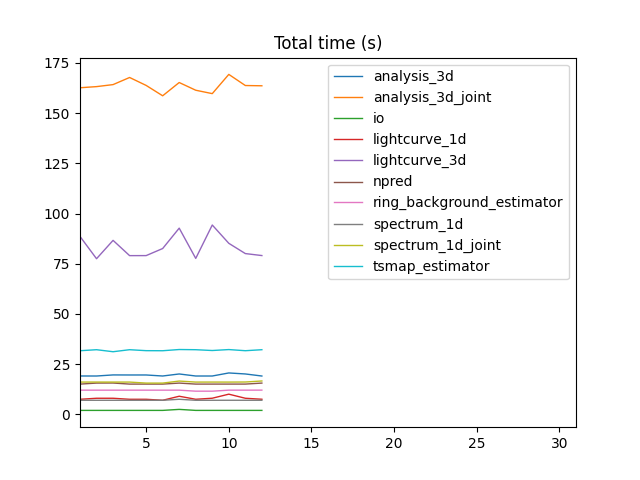 Total time (s)
175
150
125
100
75
50
25
0
analysis_3d
analysis_3d_joint
io
lightcurve_1d
lightcurve_3d
npred
ring_background_estimator
spectrum_1d
spectrum_1d_joint
tsmap_estimator
5 10 15 20 25 30